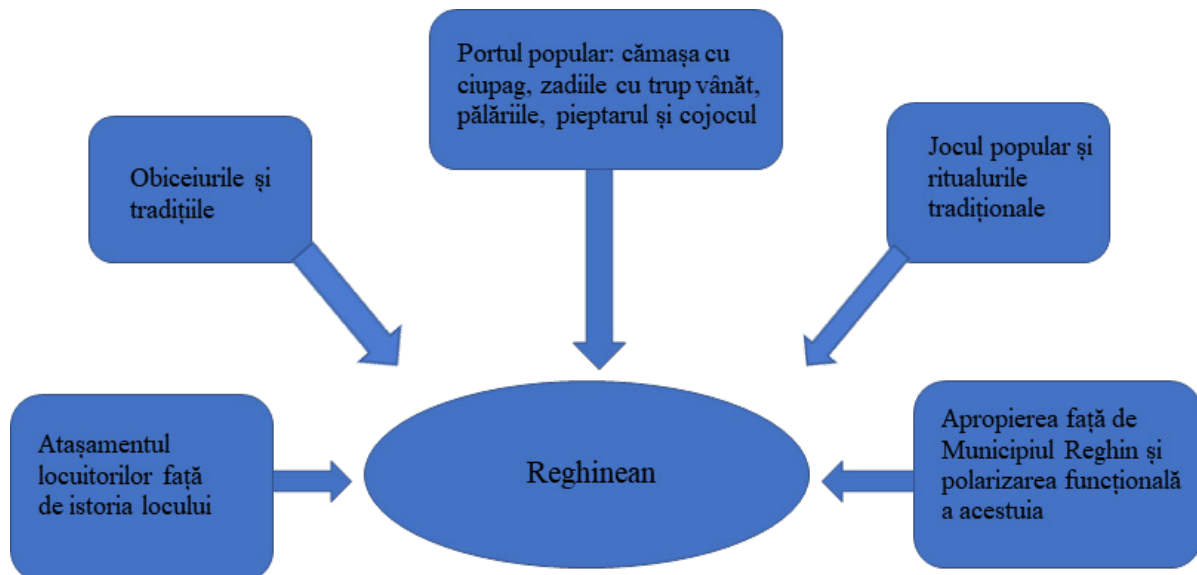 Portul popular: cămașa cu
ciupag, zadiile cu trup vânăt,
pălăriile, pieptarul și cojocul
Obiceiurile și
tradițiile
Jocul popular și
ritualurile
tradiționale
Atașamentul
locuitorilor față
de istoria locului
Reghinean
Apropierea față de
Municipiul Reghin și
polarizarea funcțională
a acestuia